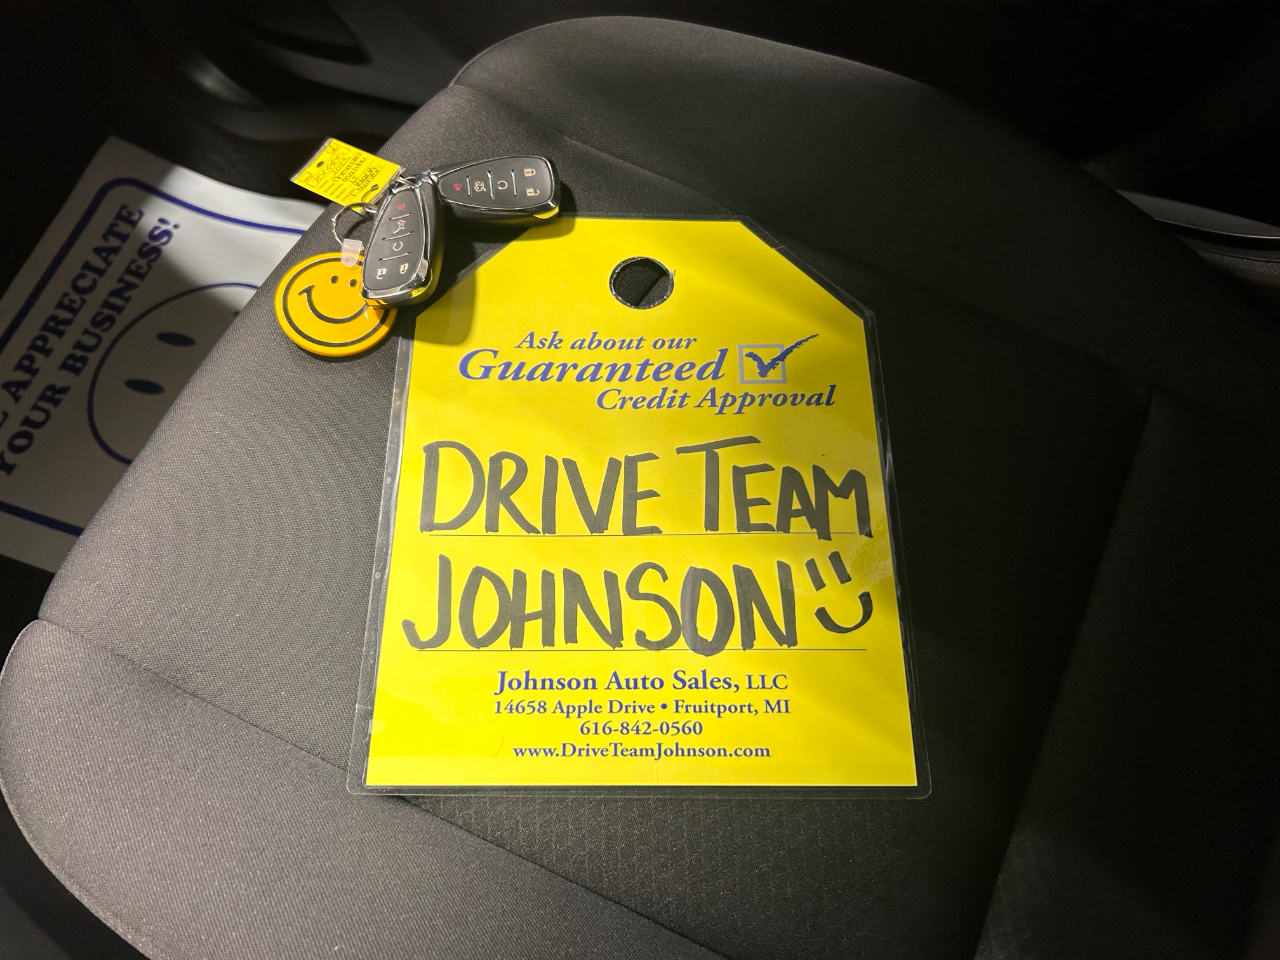 APPRECIATE
YOUR BUSINESS!
Ask about our
Guaranteed
Credit Approval
DRIVE TEAM
JOHNSON
Johnson Auto Sales, LLC
14658 Apple Drive • Fruitport, MI
616-842-0560
www.DriveTeamJohnson.com